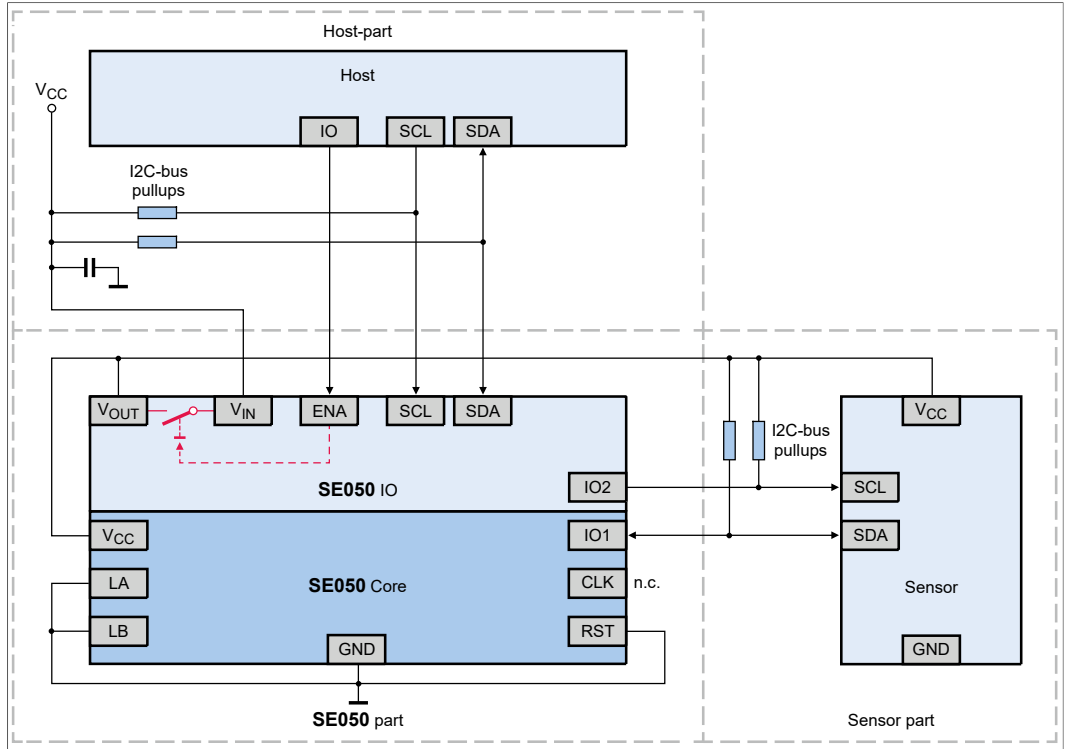 Host-part
Host
VCC
IO
SCL
SDA
I2C-bus
pullups
VOUT
VIN
ENA
SCL
SDA
VCC
I2C-bus
pullups
SE050 IO
IO2
SCL
VCC
IO1
SDA
LA
SE050 Core
CLK
n.c.
Sensor
LB
RST
GND
GND
SE050 part
Sensor part